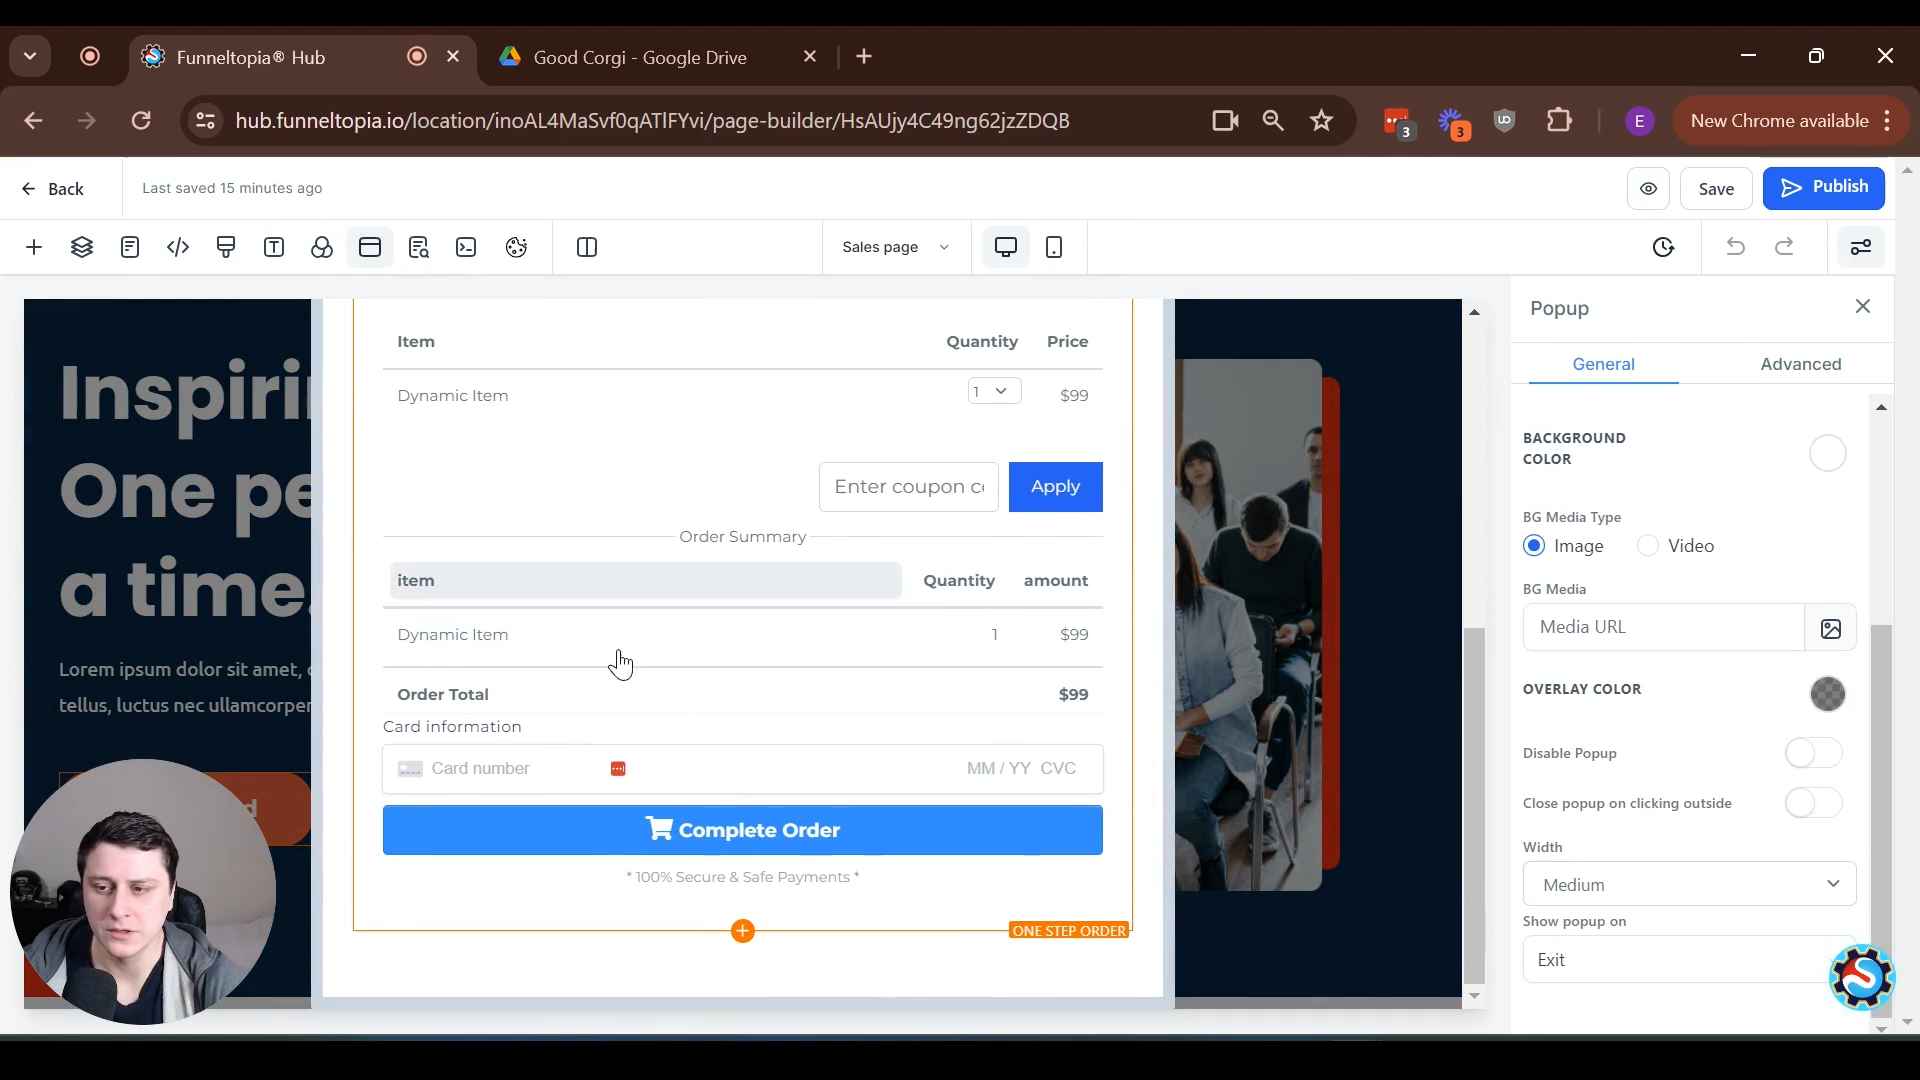 Funneltopia® Hub
Good Corgi - Google Drive
hub.funneltopia.io/location/inoAL4MaSvf0qATlFYvi/page-builder/HsAUjy4C49ng62jzZDQB
3
3
E
New Chrome available
Back
Last saved 15 minutes ago
Save
Publish
Sales page
Inspiri
One pe
a time.
Lorem ipsum dolor sit amet,
tellus, luctus nec ullamcorper
d
Item Quantity Price
Dynamic Item 1 $99
Enter coupon c
Apply
Order Summary
item Quantity amount
Dynamic Item 1 $99
Order Total $99
Card information
Card number MM / YY CVC
Complete Order
* 100% Secure & Safe Payments *
ONE STEP ORDER
Popup
General
Advanced
BACKGROUND
COLOR
BG Media Type
Image
Video
BG Media
Media URL
OVERLAY COLOR
Disable Popup
Close popup on clicking outside
Width
Medium
Show popup on
Exit